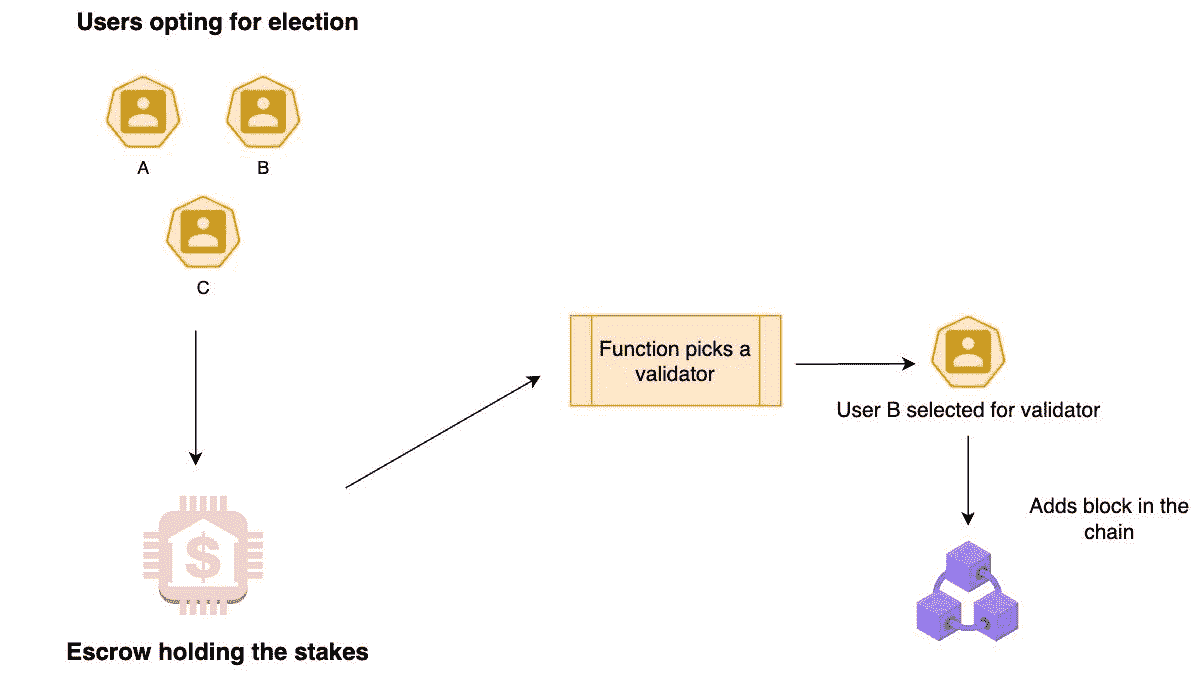 Users opting for election
A
B
C
Function picks a
validator
User B selected for validator
Adds block in the
chain
$
Escrow holding the stakes